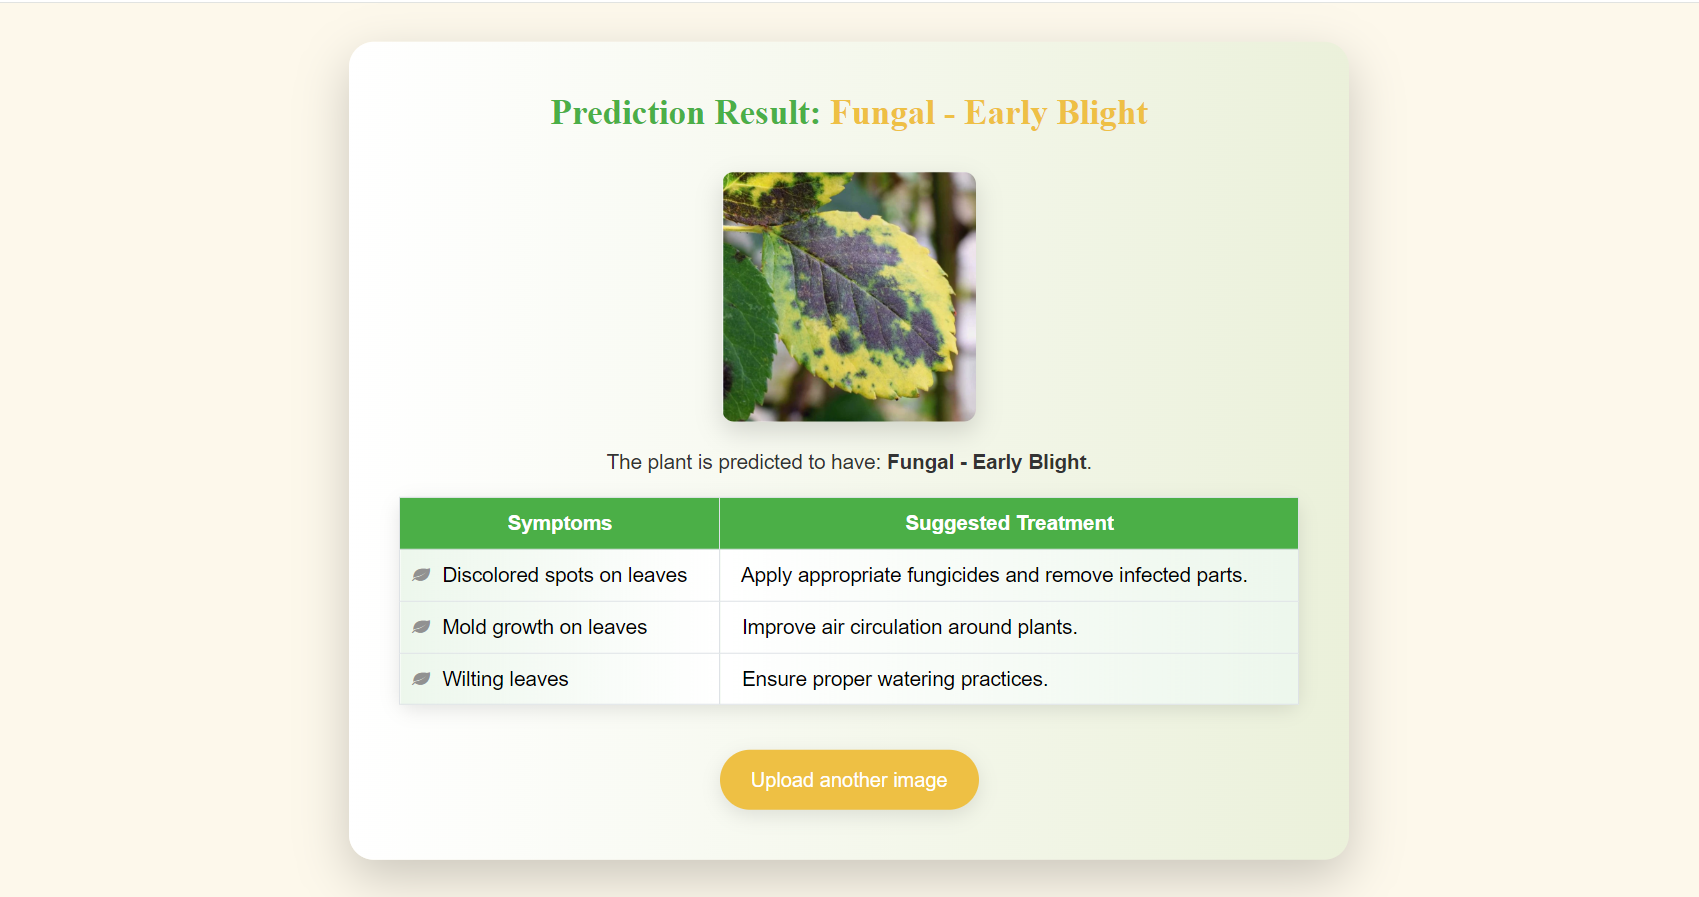 Prediction Result: Fungal - Early Blight
The plant is predicted to have: Fungal - Early Blight.
Symptoms Suggested Treatment
Discolored spots on leaves Apply appropriate fungicides and remove infected parts.
Mold growth on leaves Improve air circulation around plants.
Wilting leaves Ensure proper watering practices.
Upload another image